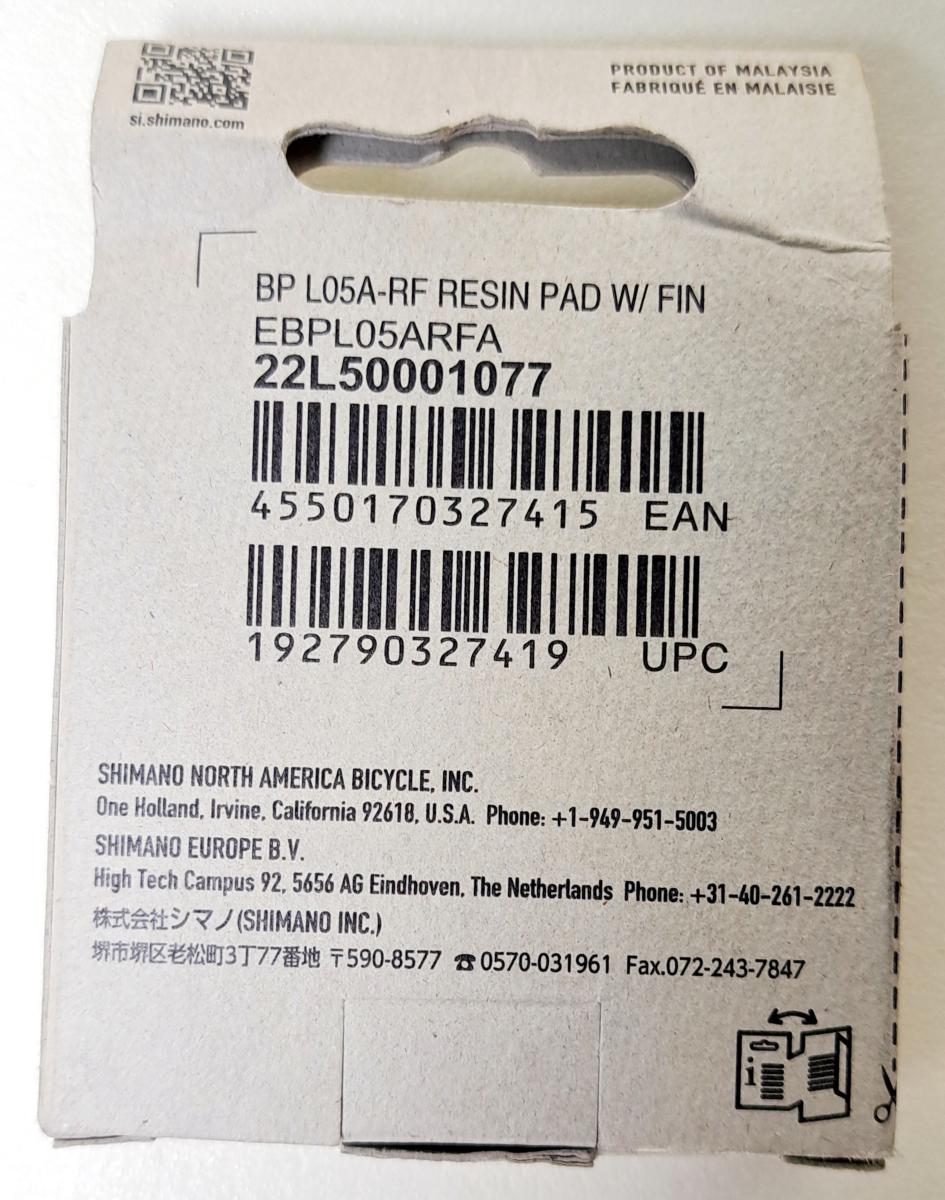 si.shimano.com
PRODUCT OF MALAYSIA
FABRIQUÉ EN MALAISIE
BP L05A-RF RESIN PAD W/ FIN
EBPL05ARFA
22L50001077
4550170327415 EAN
192790327419 UPC
SHIMANO NORTH AMERICA BICYCLE, INC.
One Holland, Irvine, California 92618, U.S.A. Phone: +1-949-951-5003
SHIMANO EUROPE B.V.
High Tech Campus 92, 5656 AG Eindhoven, The Netherlands Phone: +31-40-261-2222
株式会社シマノ(SHIMANO INC.)
堺市堺区老松町3丁77番地 〒590-8577 ☎0570-031961 Fax.072-243-7847
i